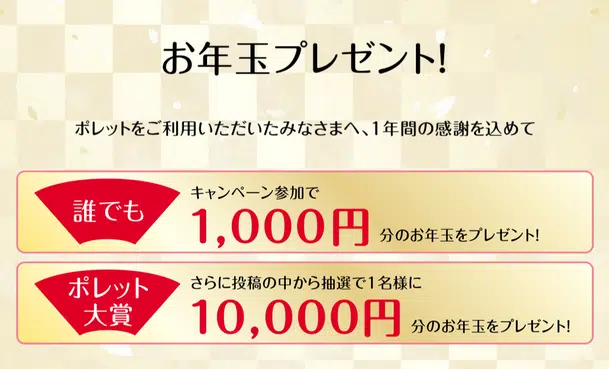 お年玉プレゼント!
ポレットをご利用いただいたみなさまへ、1年間の感謝を込めて
誰でも
キャンペーン参加で
1,000円 分のお年玉をプレゼント!
ポレット
大賞
さらに投稿の中から抽選で1名様に
10,000円 分のお年玉をプレゼント!